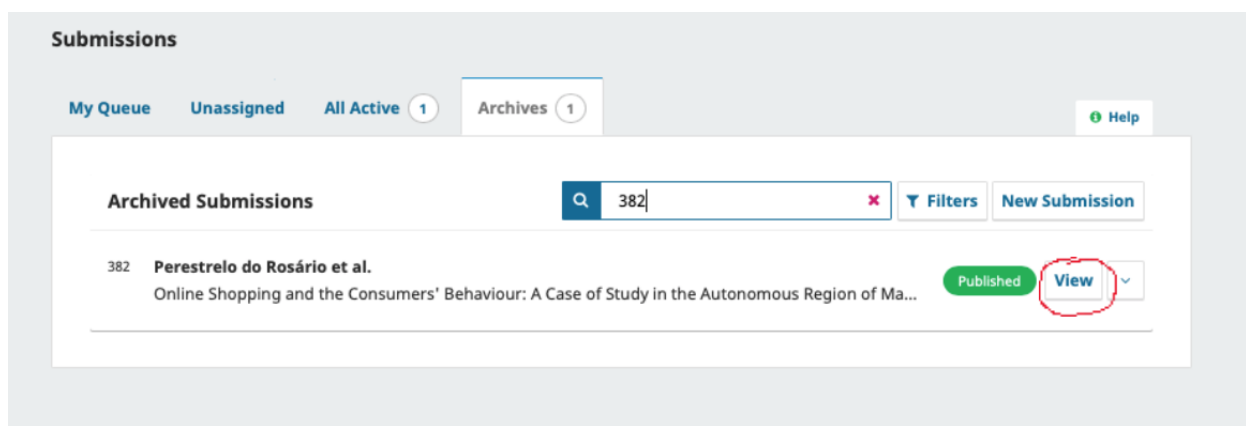 Submissions
My Queue Unassigned All Active 1 Archives 1
Help
Archived Submissions 382 Filters New Submission
382 Perestrelo do Rosário et al. Published View
Online Shopping and the Consumers' Behaviour: A Case of Study in the Autonomous Region of Ma...